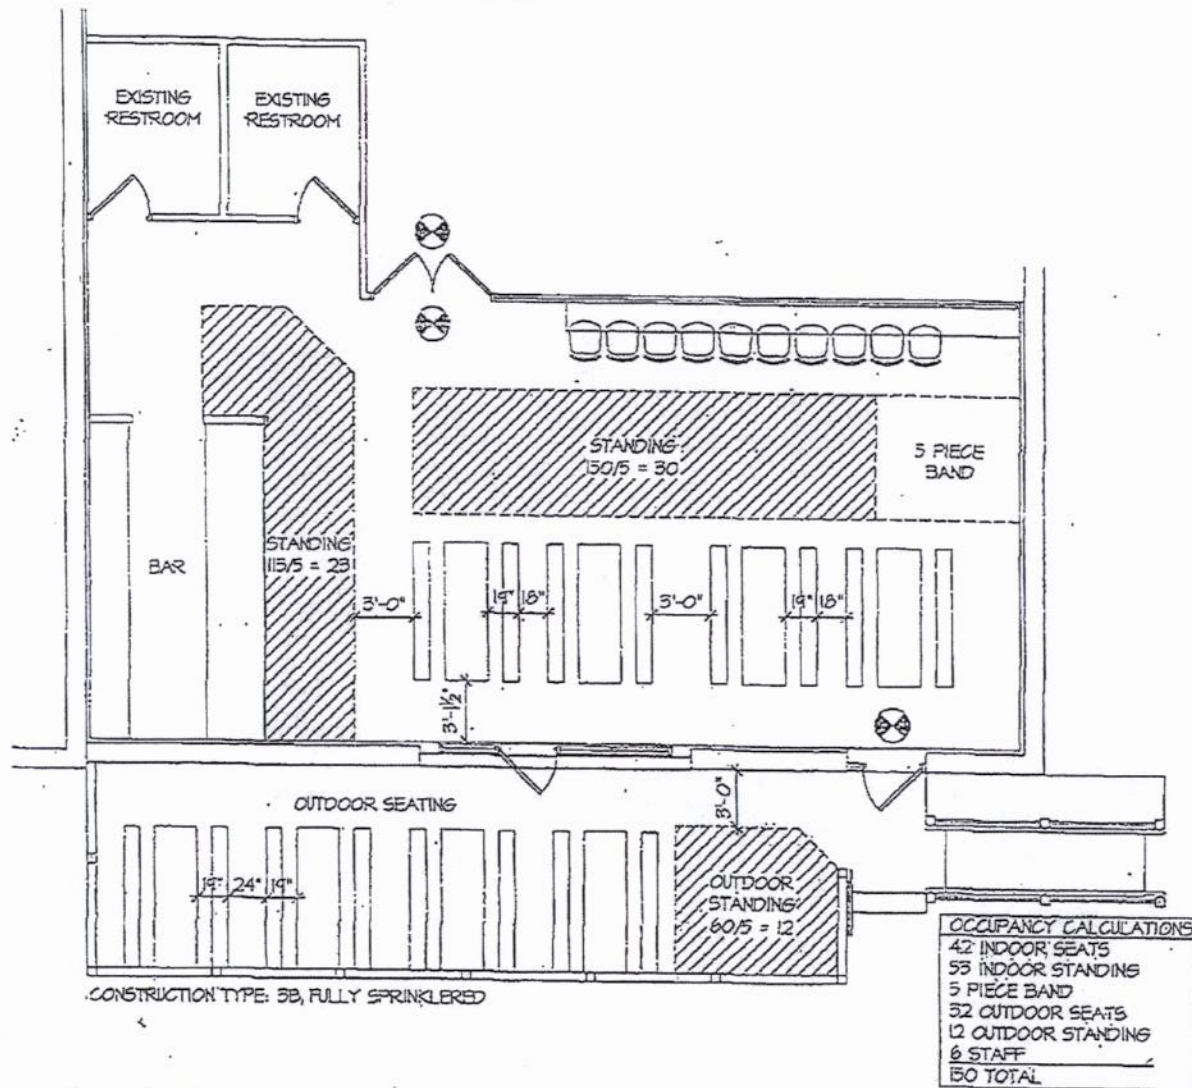 EXISTING
RESTROOM
EXISTING
RESTROOM
STANDING
150/5 = 30
5 PIECE
BAND
STANDING
115/5 = 23
BAR
3'-0"
19"
18"
3'-0"
19"
18"
3'-1½"
OUTDOOR SEATING
3'-0"
19"
24"
19"
OUTDOOR
STANDING
60/5 = 12
CONSTRUCTION TYPE: 3B, FULLY SPRINKLERED
OCCUPANCY CALCULATIONS
42 INDOOR SEATS
53 INDOOR STANDING
5 PIECE BAND
32 OUTDOOR SEATS
12 OUTDOOR STANDING
6 STAFF
150 TOTAL